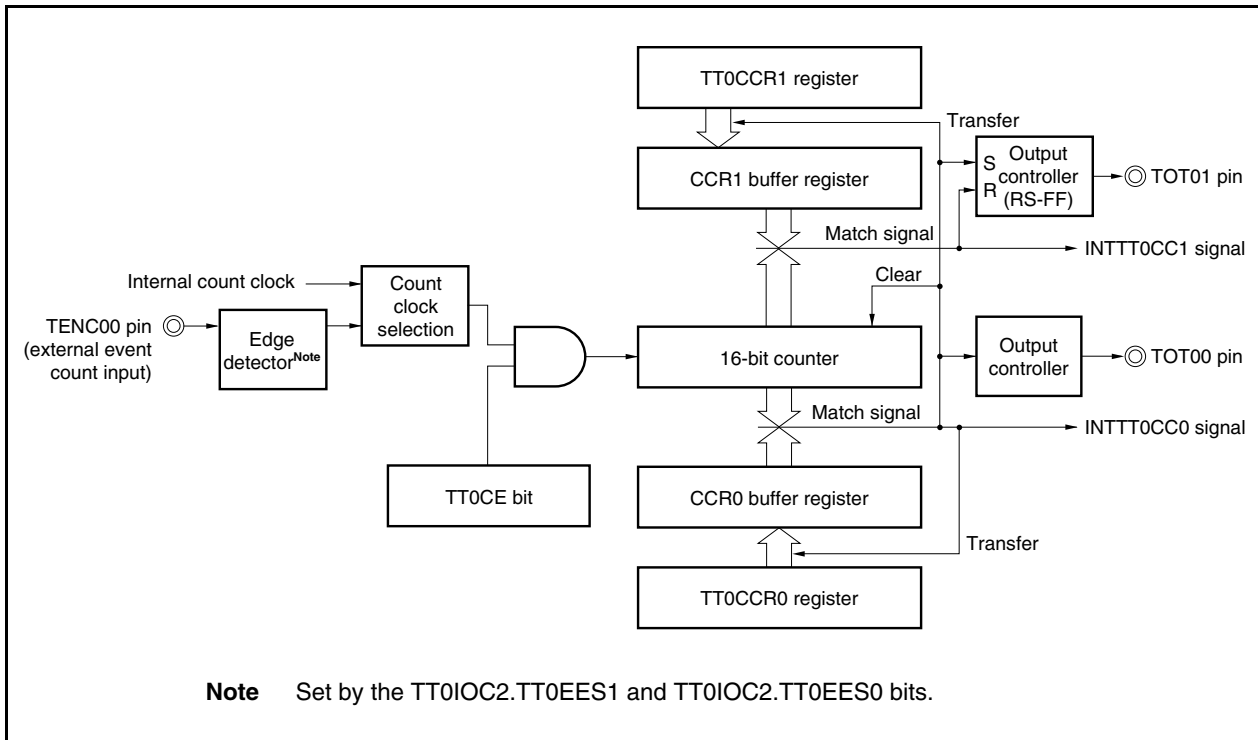 TT0CCR1 register
Transfer
CCR1 buffer register
S
R
Output
controller
(RS-FF)
TOT01 pin
Match signal
INTTT0CC1 signal
Internal count clock
Count
clock
selection
Clear
TENC00 pin
(external event
count input)
Edge
detectorNote
16-bit counter
Output
controller
TOT00 pin
Match signal
INTTT0CC0 signal
TT0CE bit
CCR0 buffer register
Transfer
TT0CCR0 register
Note Set by the TT0IOC2.TT0EES1 and TT0IOC2.TT0EES0 bits.